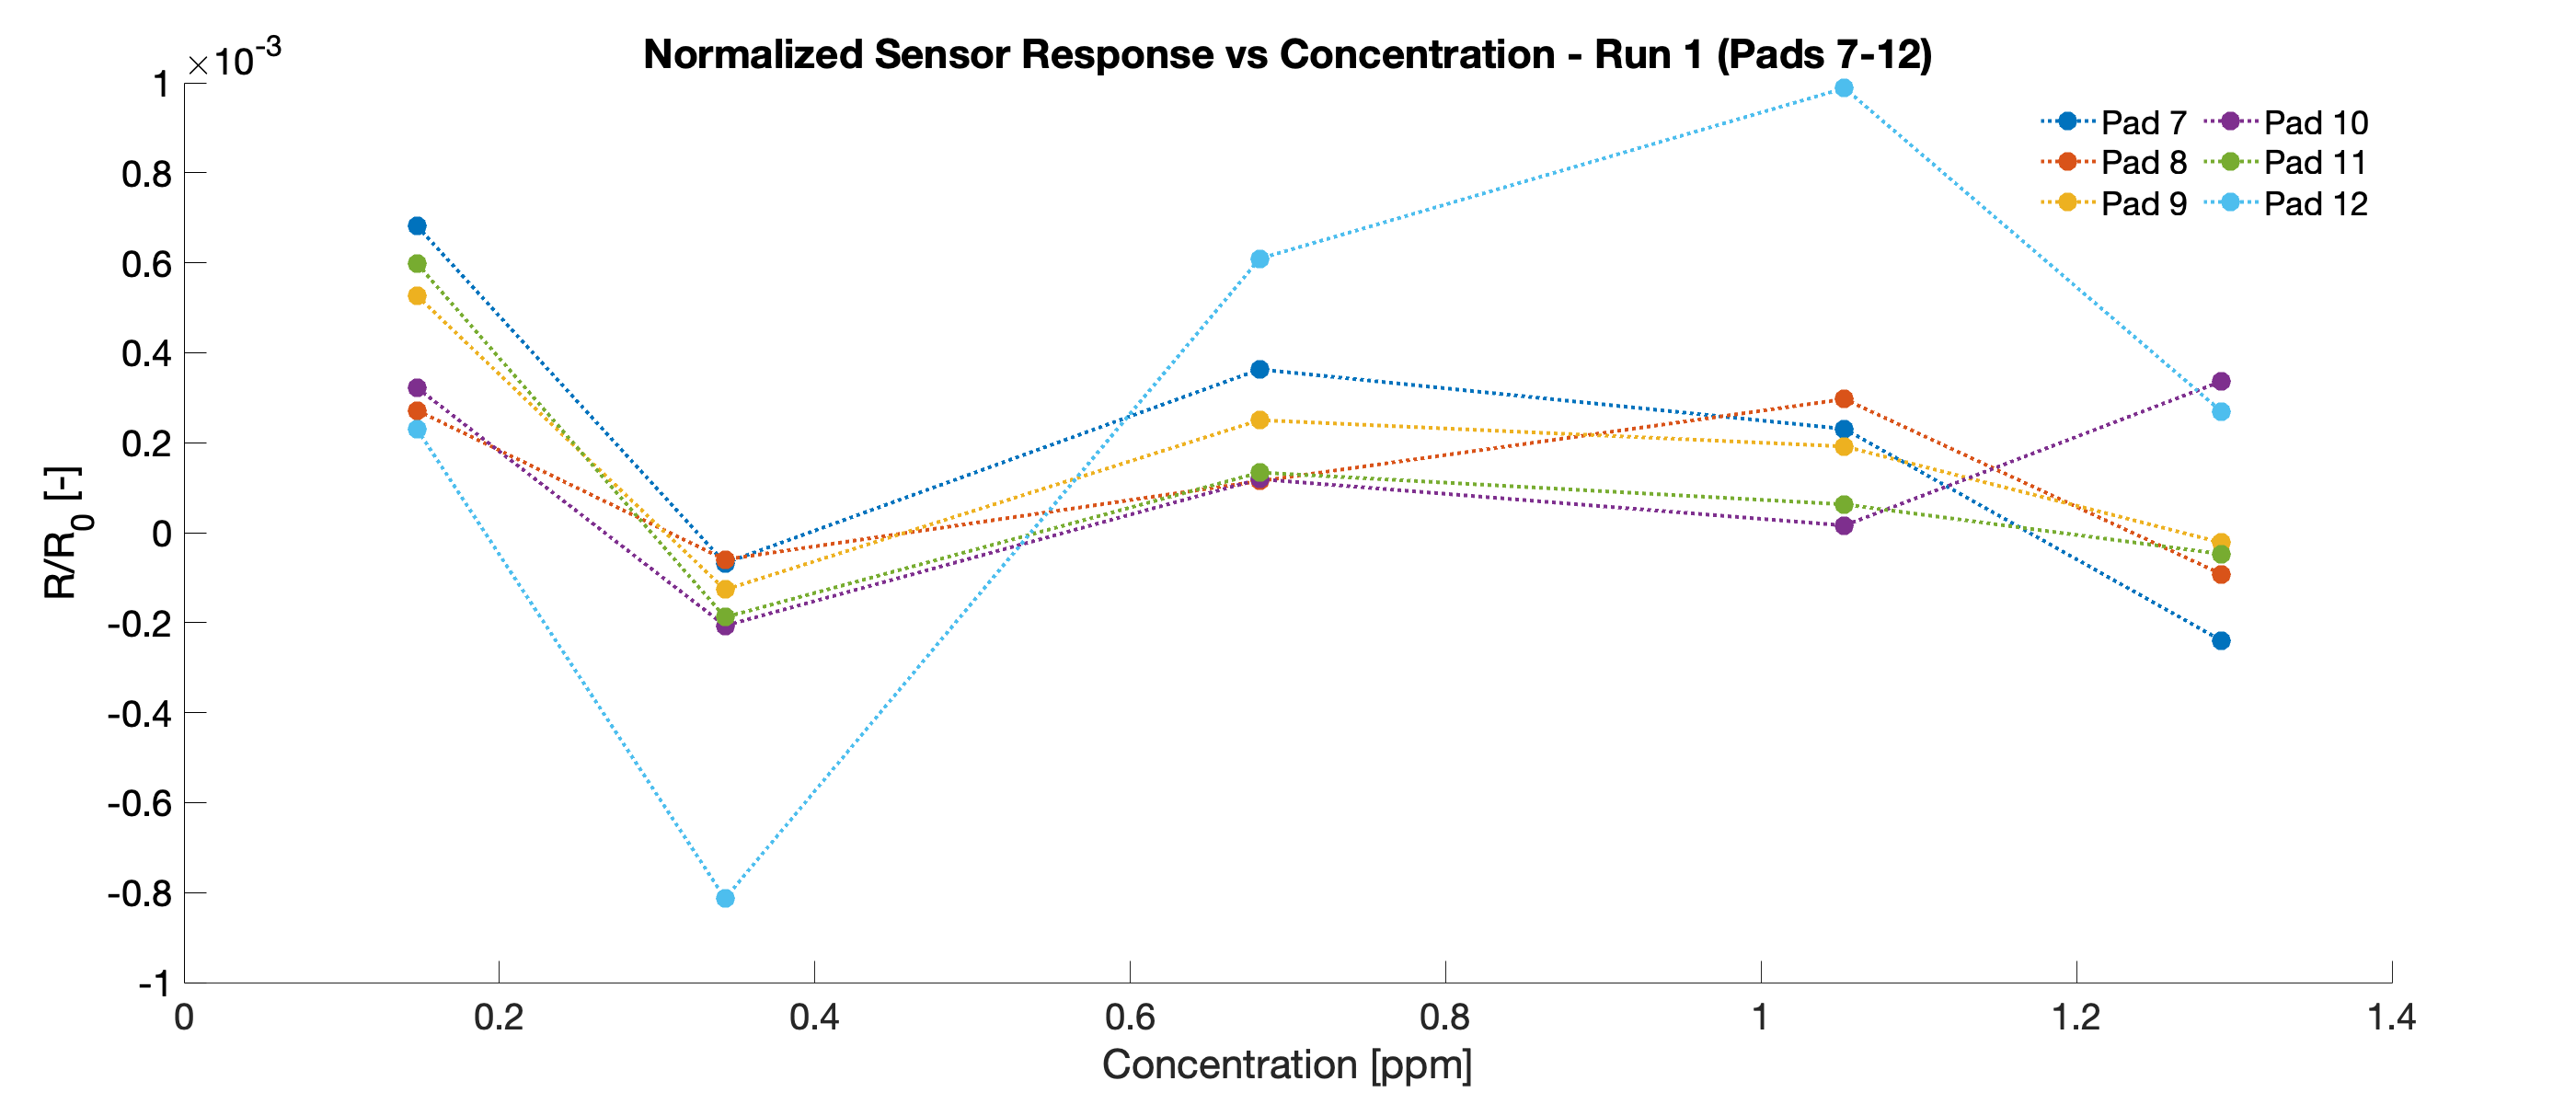 Normalized Sensor Response vs Concentration - Run 1 (Pads 7-12)
×10-3
1
0.8
0.6
0.4
0.2
0
-0.2
-0.4
-0.6
-0.8
-1
R/R0 [-]
Pad 7 Pad 10
Pad 8 Pad 11
Pad 9 Pad 12
0 0.2 0.4 0.6 0.8 1 1.2 1.4
Concentration [ppm]